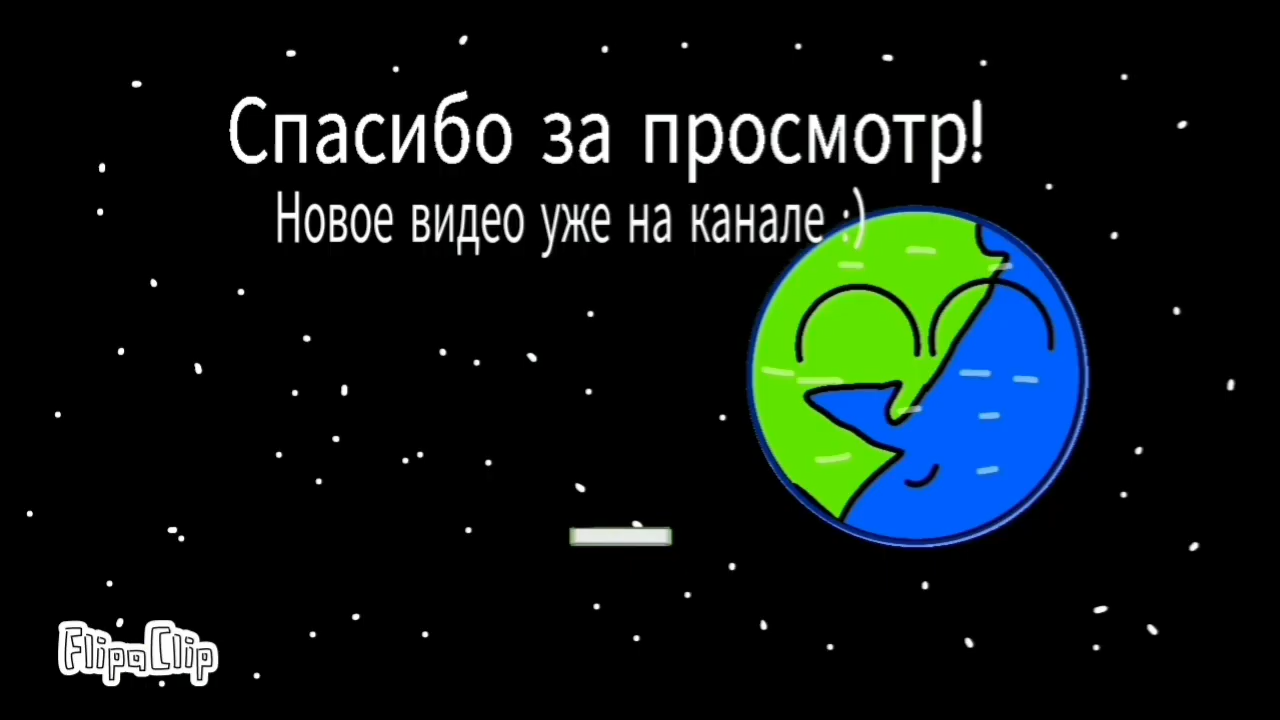 Спасибо за просмотр!
Новое видео уже на канале :)
FlipaClip